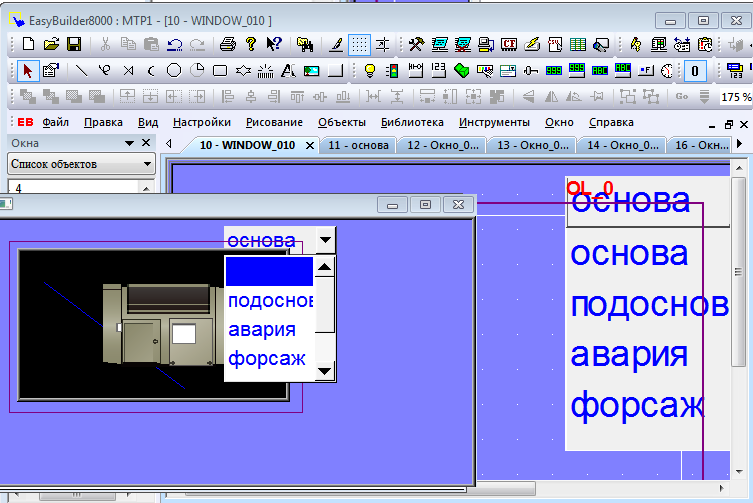 EasyBuilder8000 : MTP1 - [10 - WINDOW_010 ]
175 %
EB Файл Правка Вид Настройки Рисование Объекты Библиотека Инструменты Окно Справка
Окна
10 - WINDOW_010 11 - основа 12 - Окно_0... 13 - Окно_0... 14 - Окно_0... 16 - Окн...
Список объектов
4
OL_0
основа
основа
подоснов
авария
форсаж
основа
подоснов
авария
форсаж